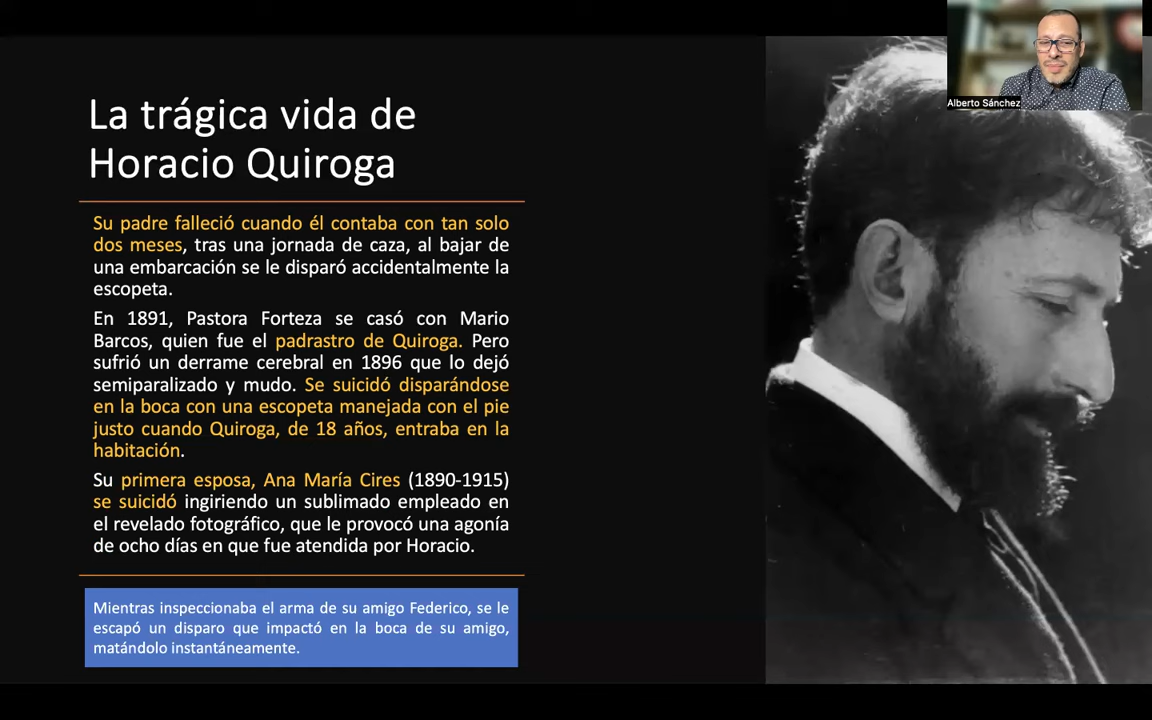 Alberto Sánchez
La trágica vida de
Horacio Quiroga
Su padre falleció cuando él contaba con tan solo
dos meses, tras una jornada de caza, al bajar de
una embarcación se le disparó accidentalmente la
escopeta.
En 1891, Pastora Forteza se casó con Mario
Barcos, quien fue el padrastro de Quiroga. Pero
sufrió un derrame cerebral en 1896 que lo dejó
semiparalizado y mudo. Se suicidó disparándose
en la boca con una escopeta manejada con el pie
justo cuando Quiroga, de 18 años, entraba en la
habitación.
Su primera esposa, Ana María Cires (1890-1915)
se suicidó ingiriendo un sublimado empleado en
el revelado fotográfico, que le provocó una agonía
de ocho días en que fue atendida por Horacio.
Mientras inspeccionaba el arma de su amigo Federico, se le
escapó un disparo que impactó en la boca de su amigo,
matándolo instantáneamente.